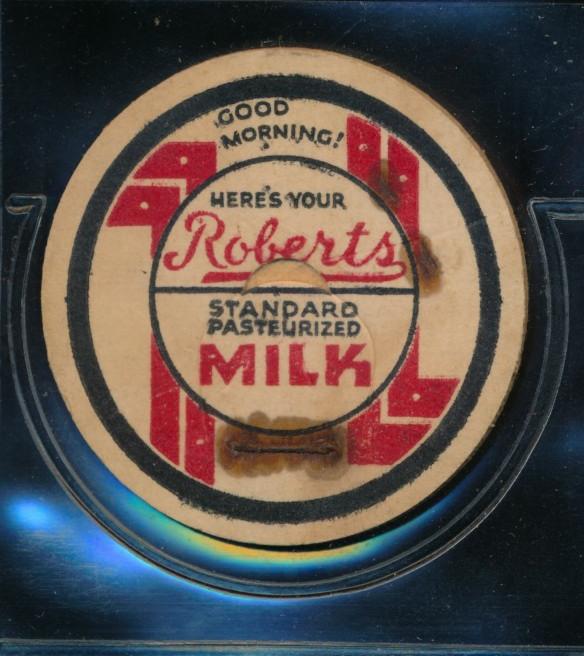 GOOD
MORNING!
HERE'S YOUR
Roberts
STANDARD
PASTEURIZED
MILK